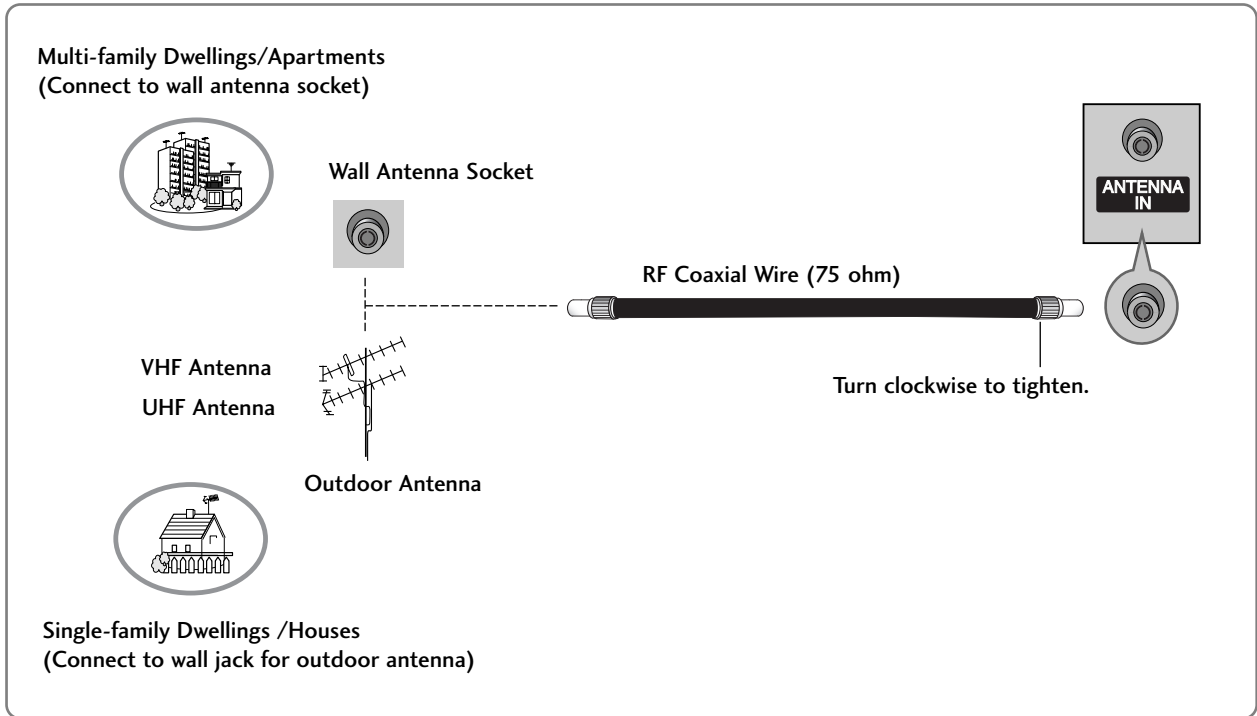 Multi-family Dwellings/Apartments
(Connect to wall antenna socket)
Wall Antenna Socket
ANTENNA
IN
RF Coaxial Wire (75 ohm)
VHF Antenna
UHF Antenna
Turn clockwise to tighten.
Outdoor Antenna
Single-family Dwellings /Houses
(Connect to wall jack for outdoor antenna)